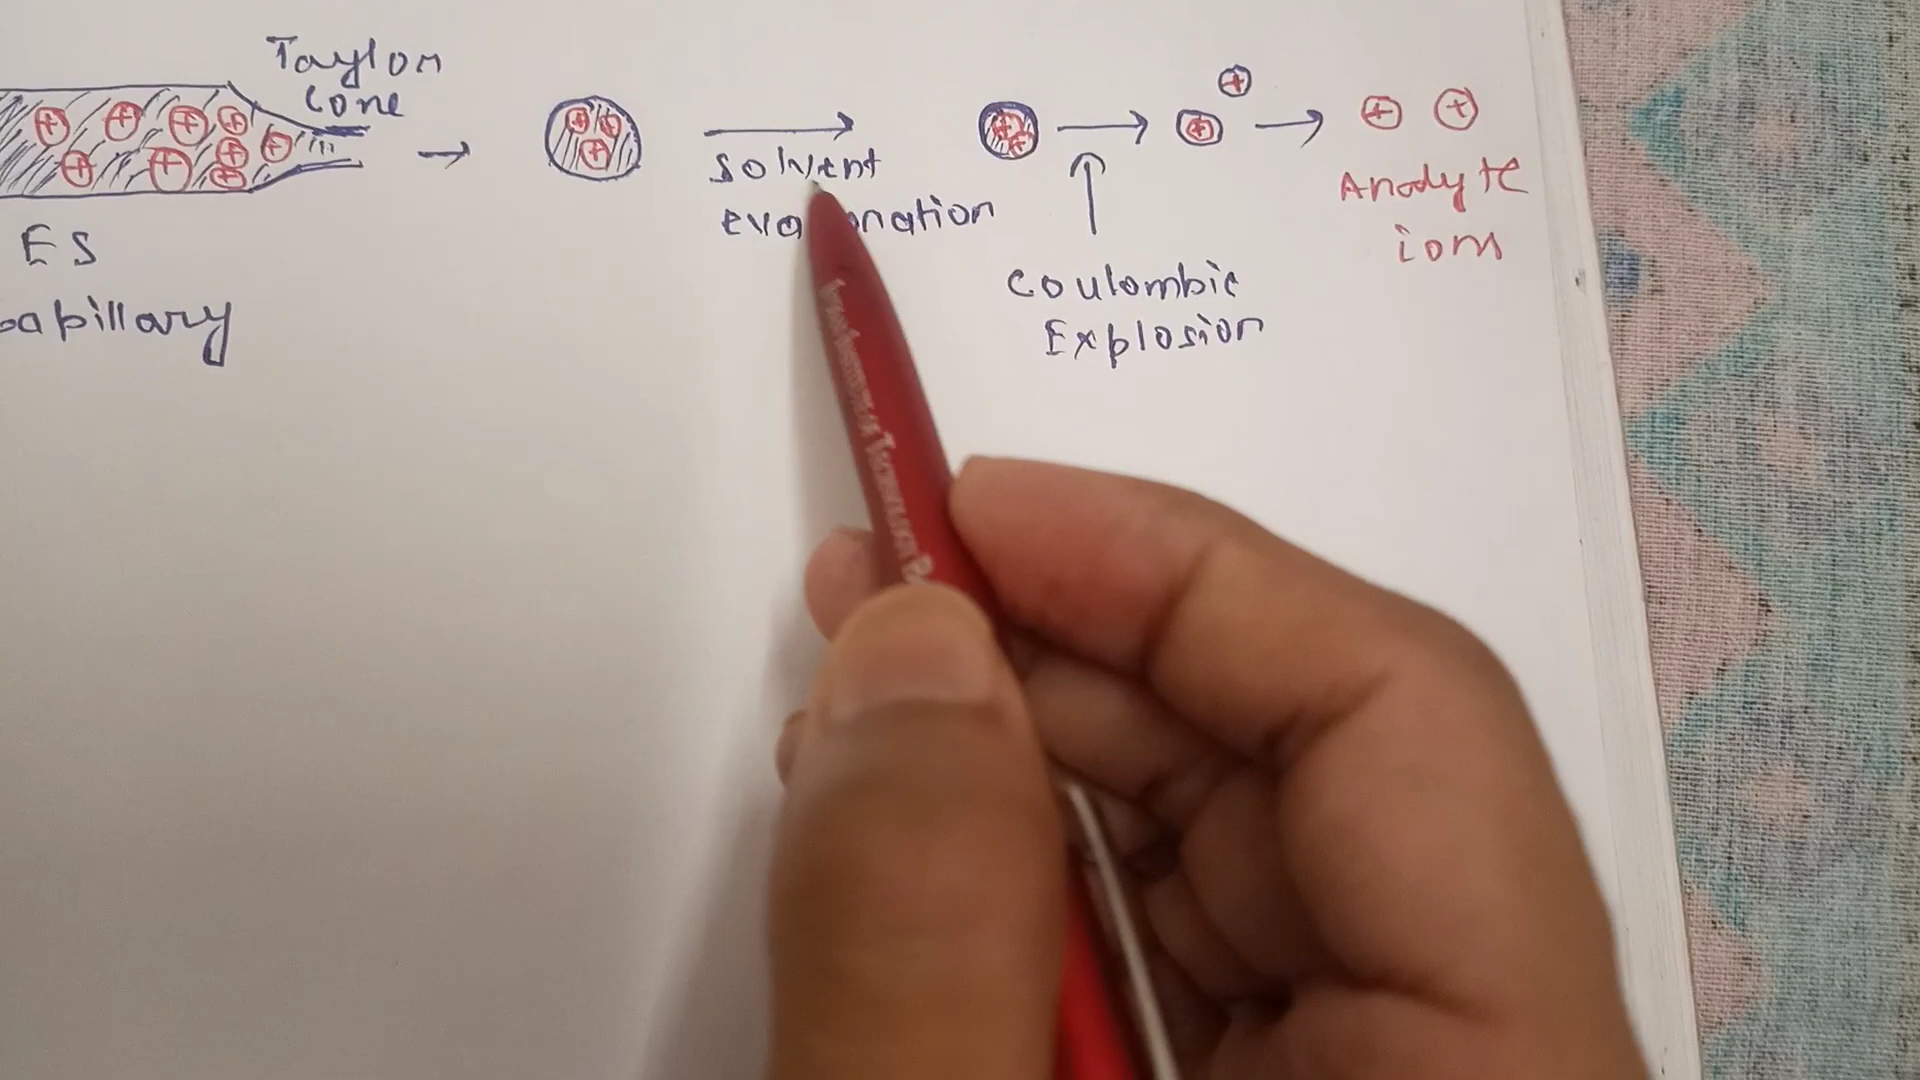 Taylor
Cone
solvent
evaporation
ES
capillary
Coulombic
Explosion
Analyte
ions